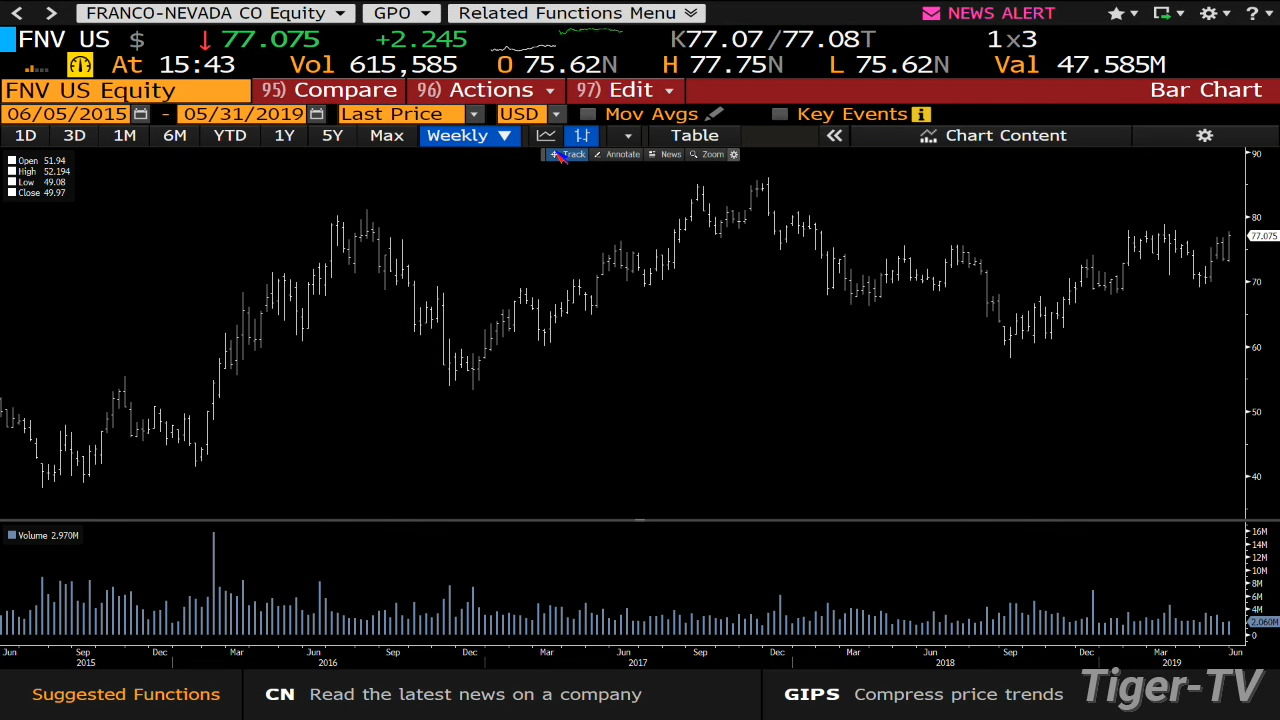 FRANCO-NEVADA CO Equity GPO Related Functions Menu NEWS ALERT ?
FNV US $ 77.075 +2.245 K77.07/77.08T 1x3
At 15:43 Vol 615,585 O 75.62N H 77.75N L 75.62N Val 47.585M
FNV US Equity 95) Compare 96) Actions 97) Edit Bar Chart
06/05/2015 - 05/31/2019 Last Price USD Mov Avgs Key Events i
1D 3D 1M 6M YTD 1Y 5Y Max Weekly Table Chart Content
Track Annotate News Zoom
Open 51.94
High 52.194
Low 49.08
Close 49.97
90
80
77.075
70
60
50
40
Volume 2.970M
16M
14M
12M
10M
8M
6M
4M
2.060M
0
Jun Sep Dec Mar Jun Sep Dec Mar Jun Sep Dec Mar Jun Sep Dec Mar Jun
2015 2016 2017 2018 2019
Suggested Functions CN Read the latest news on a company GIPS Compress price trends
Tiger-TV